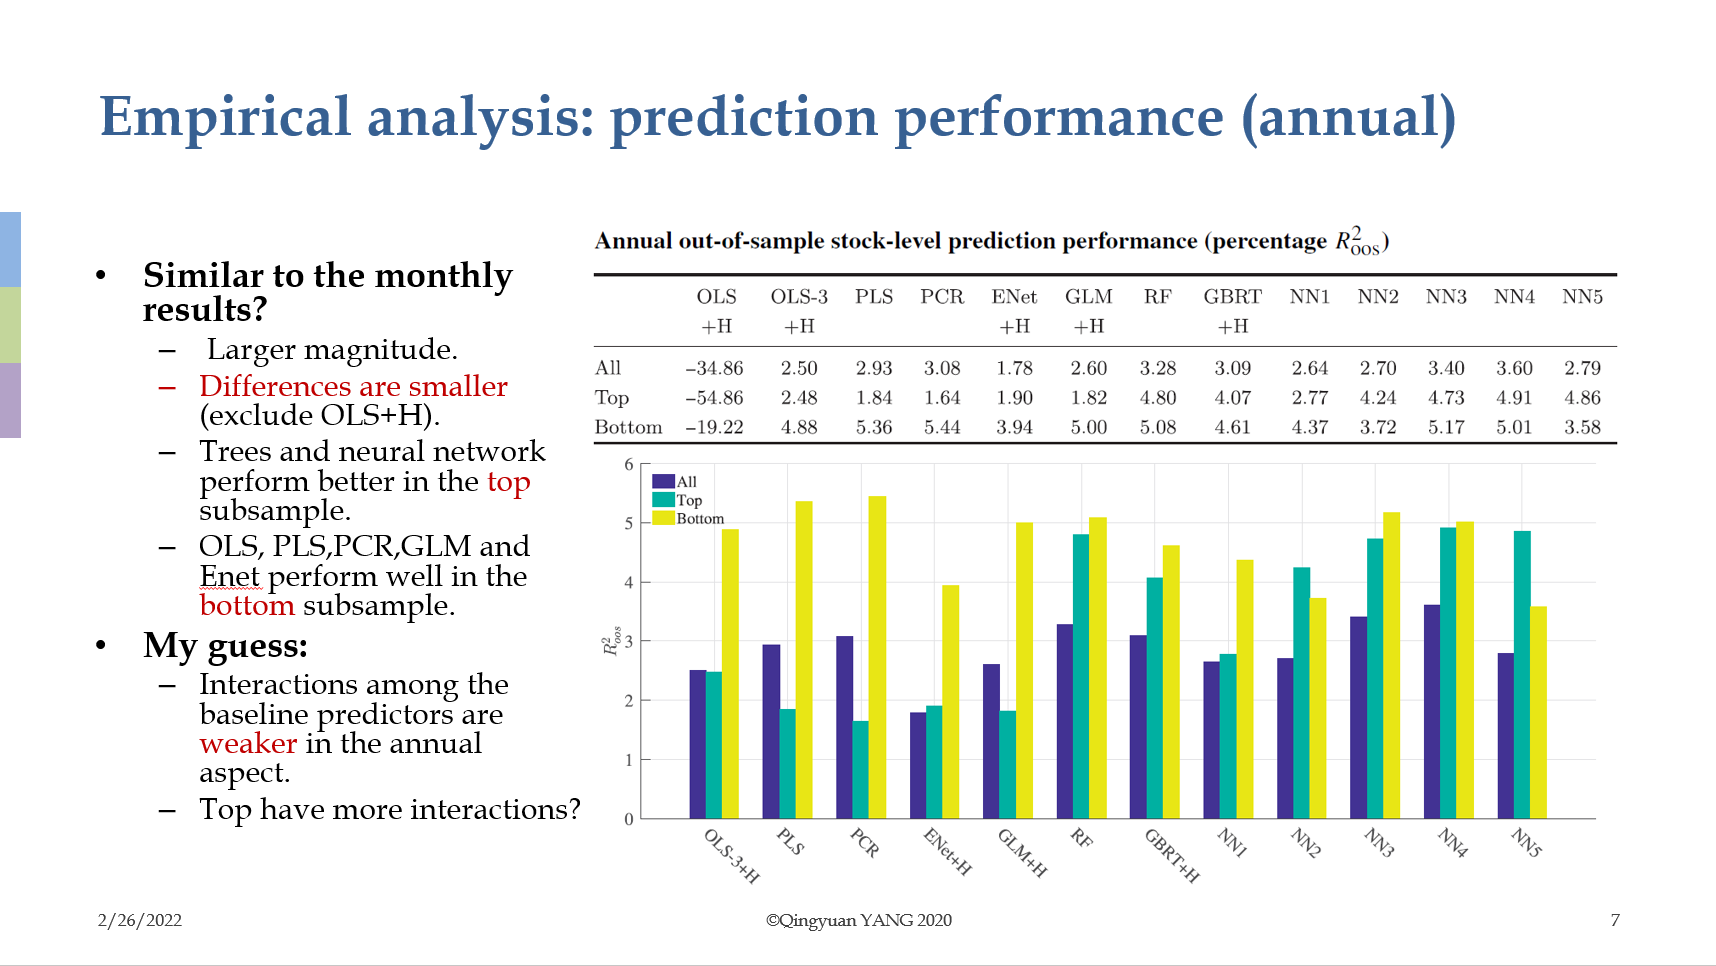 Empirical analysis: prediction performance (annual)
• Similar to the monthly
results?
– Larger magnitude.
– Differences are smaller
(exclude OLS+H).
– Trees and neural network
perform better in the top
subsample.
– OLS, PLS,PCR,GLM and
Enet perform well in the
bottom subsample.
• My guess:
– Interactions among the
baseline predictors are
weaker in the annual
aspect.
– Top have more interactions?
Annual out-of-sample stock-level prediction performance (percentage R²oos)
OLS OLS-3 PLS PCR ENet GLM RF GBRT NN1 NN2 NN3 NN4 NN5
+H +H +H +H +H
All –34.86 2.50 2.93 3.08 1.78 2.60 3.28 3.09 2.64 2.70 3.40 3.60 2.79
Top –54.86 2.48 1.84 1.64 1.90 1.82 4.80 4.07 2.77 4.24 4.73 4.91 4.86
Bottom –19.22 4.88 5.36 5.44 3.94 5.00 5.08 4.61 4.37 3.72 5.17 5.01 3.58
6
All
Top
Bottom
5
4
R²oos
3
2
1
0
OLS-3+H PLS PCR ENet+H GLM+H RF GBRT+H NN1 NN2 NN3 NN4 NN5
2/26/2022 ©Qingyuan YANG 2020 7